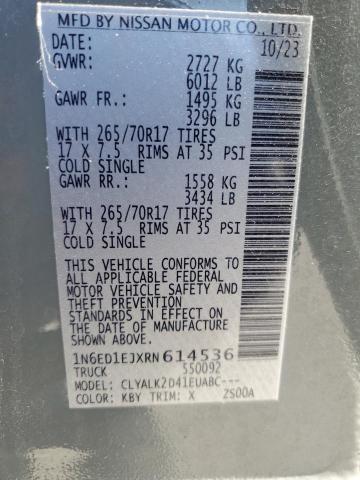 MFD BY NISSAN MOTOR CO., LTD.
DATE: 10/23
GVWR: 2727 KG
6012 LB
GAWR FR.: 1495 KG
3296 LB
WITH 265/70R17 TIRES
17 X 7.5 RIMS AT 35 PSI
COLD SINGLE
GAWR RR.: 1558 KG
3434 LB
WITH 265/70R17 TIRES
17 X 7.5 RIMS AT 35 PSI
COLD SINGLE
THIS VEHICLE CONFORMS TO
ALL APPLICABLE FEDERAL
MOTOR VEHICLE SAFETY AND
THEFT PREVENTION
STANDARDS IN EFFECT ON
THE DATE OF MANUFACTURE
SHOWN ABOVE.
1N6ED1EJXRN614536
TRUCK 550092
MODEL: CLYALK2D41EUABC---
COLOR: KBY TRIM: X 2S00A